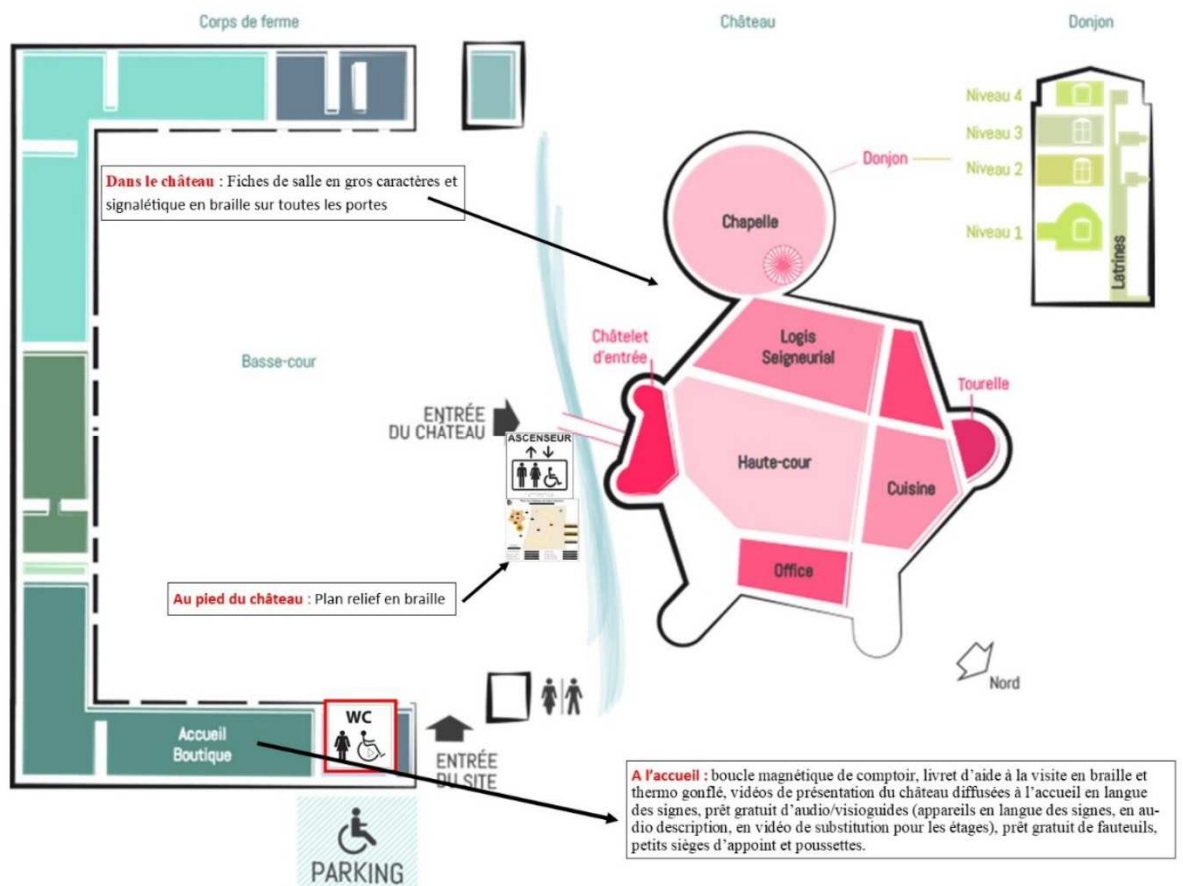 Corps de ferme
Château
Donjon
Niveau 4
Niveau 3
Niveau 2
Niveau 1
Latrines
Donjon
Dans le château : Fiches de salle en gros caractères et
signalétique en braille sur toutes les portes
Chapelle
Châtelet
d'entrée
Logis
Seigneurial
Tourelle
Basse-cour
ENTRÉE
DU CHÂTEAU
ASCENSEUR
Haute-cour
Cuisine
Office
Au pied du château : Plan relief en braille
Nord
WC
Accueil
Boutique
ENTRÉE
DU SITE
A l'accueil : boucle magnétique de comptoir, livret d'aide à la visite en braille et
thermo gonflé, vidéos de présentation du château diffusées à l'accueil en langue
des signes, prêt gratuit d'audio/visioguides (appareils en langue des signes, en au-
dio description, en vidéo de substitution pour les étages), prêt gratuit de fauteuils,
petits sièges d'appoint et poussettes.
PARKING